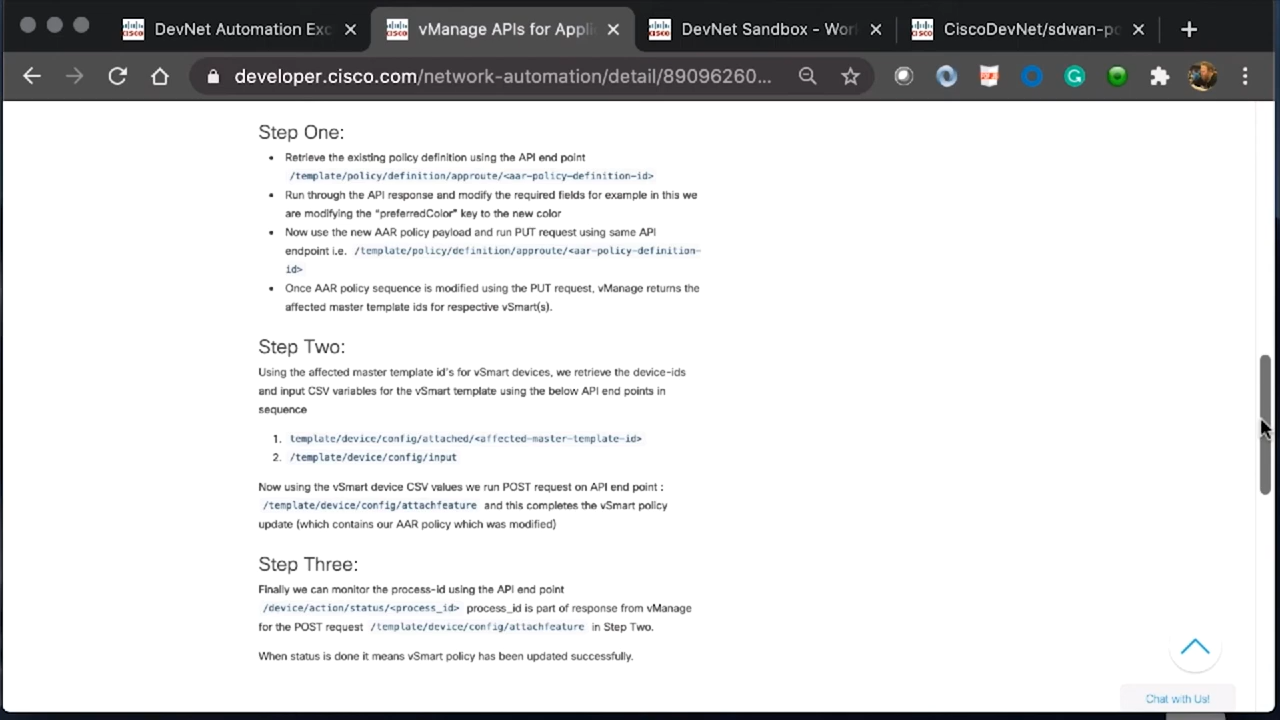 DevNet Automation Exc
vManage APIs for Appli
DevNet Sandbox - Work
CiscoDevNet/sdwan-po
developer.cisco.com/network-automation/detail/89096260...
Step One:
• Retrieve the existing policy definition using the API end point
/template/policy/definition/approute/<aar-policy-definition-id>
• Run through the API response and modify the required fields for example in this we
are modifying the "preferredColor" key to the new color
• Now use the new AAR policy payload and run PUT request using same API
endpoint i.e. /template/policy/definition/approute/<aar-policy-definition-
id>
• Once AAR policy sequence is modified using the PUT request, vManage returns the
affected master template ids for respective vSmart(s).
Step Two:
Using the affected master template id's for vSmart devices, we retrieve the device-ids
and input CSV variables for the vSmart template using the below API end points in
sequence
1. template/device/config/attached/<affected-master-template-id>
2. /template/device/config/input
Now using the vSmart device CSV values we run POST request on API end point :
/template/device/config/attachfeature and this completes the vSmart policy
update (which contains our AAR policy which was modified)
Step Three:
Finally we can monitor the process-id using the API end point
/device/action/status/<process_id> process_id is part of response from vManage
for the POST request /template/device/config/attachfeature in Step Two.
When status is done it means vSmart policy has been updated successfully.
Chat with Us!